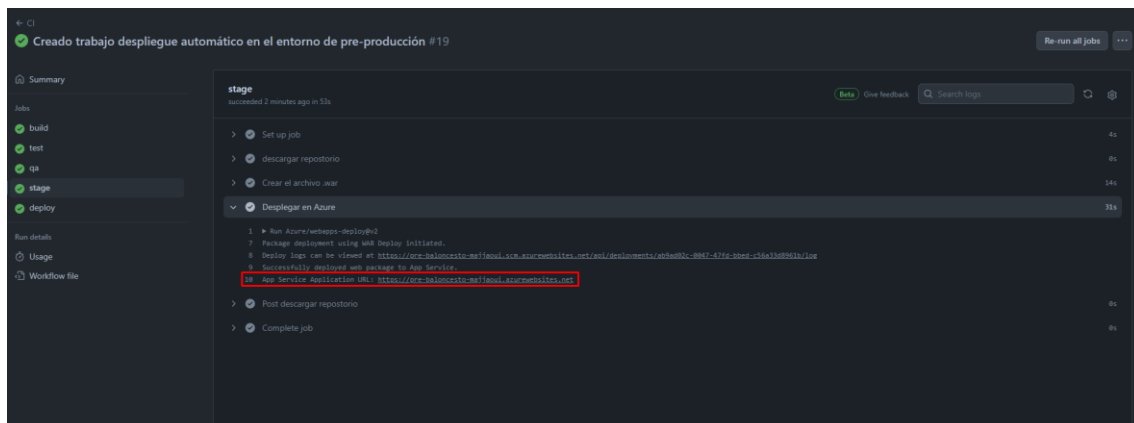 ← CI
Creado trabajo despliegue automático en el entorno de pre-producción #19
Re-run all jobs
Summary
Jobs
build
test
qa
stage
deploy
Run details
Usage
Workflow file
stage
succeeded 2 minutes ago in 53s
Beta Give feedback
Search logs
Set up job 4s
descargar repostorio 0s
Crear el archivo .war 14s
Desplegar en Azure 31s
1 ▶ Run Azure/webapps-deploy@v2
7 Package deployment using WAR Deploy initiated.
8 Deploy logs can be viewed at https://pre-baloncesto-majjaoui.scm.azurewebsites.net/api/deployments/ab9ad02c-0047-47fd-bbed-c56a33d8961b/log
9 Successfully deployed web package to App Service.
10 App Service Application URL: https://pre-baloncesto-majjaoui.azurewebsites.net
Post descargar repostorio 0s
Complete job 0s